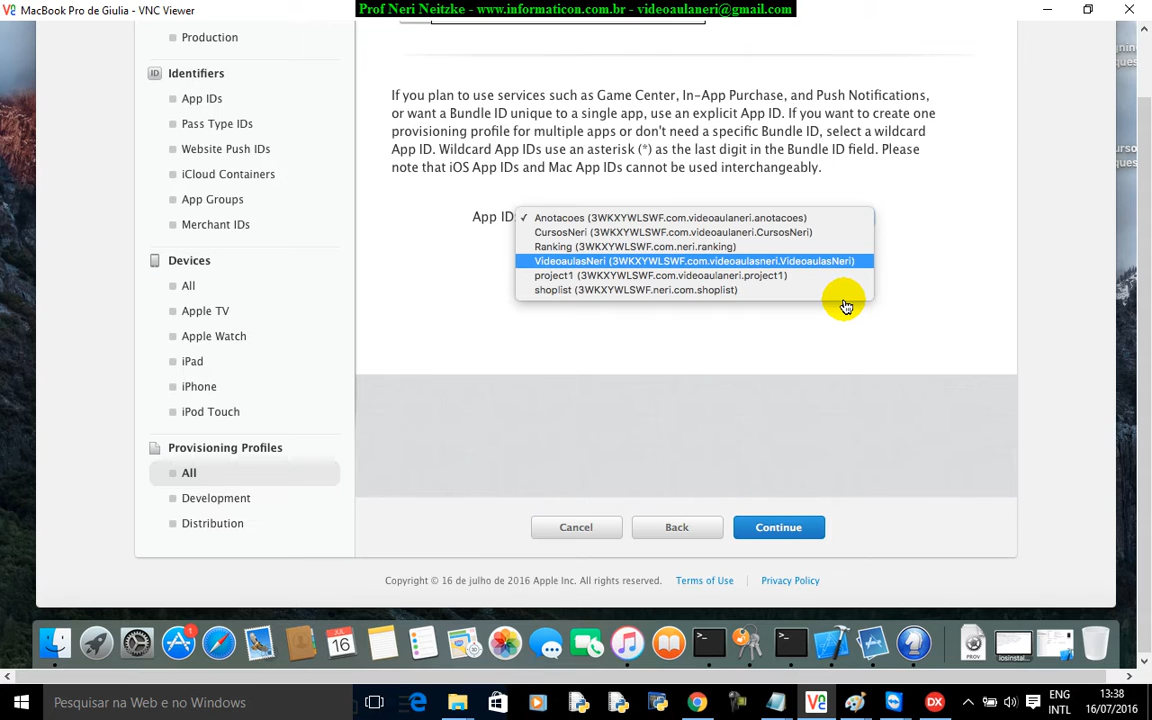 MacBook Pro de Giulia - VNC Viewer
Prof Neri Neitzke - www.informaticon.com.br - videoaulaneri@gmail.com
Production
Identifiers
App IDs
Pass Type IDs
Website Push IDs
iCloud Containers
App Groups
Merchant IDs
Devices
All
Apple TV
Apple Watch
iPad
iPhone
iPod Touch
Provisioning Profiles
All
Development
Distribution
If you plan to use services such as Game Center, In-App Purchase, and Push Notifications,
or want a Bundle ID unique to a single app, use an explicit App ID. If you want to create one
provisioning profile for multiple apps or don't need a specific Bundle ID, select a wildcard
App ID. Wildcard App IDs use an asterisk (*) as the last digit in the Bundle ID field. Please
note that iOS App IDs and Mac App IDs cannot be used interchangeably.
App ID:
✓ Anotacoes (3WKXYWLSWF.com.videoaulaneri.anotacoes)
CursosNeri (3WKXYWLSWF.com.videoaulaneri.CursosNeri)
Ranking (3WKXYWLSWF.com.neri.ranking)
VideoaulasNeri (3WKXYWLSWF.com.videoaulasneri.VideoaulasNeri)
project1 (3WKXYWLSWF.com.videoaulaneri.project1)
shoplist (3WKXYWLSWF.neri.com.shoplist)
Cancel
Back
Continue
Copyright © 16 de julho de 2016 Apple Inc. All rights reserved.
Terms of Use
Privacy Policy
JUL
16
1
PROV
Pesquisar na Web e no Windows
ENG
INTL
13:38
16/07/2016